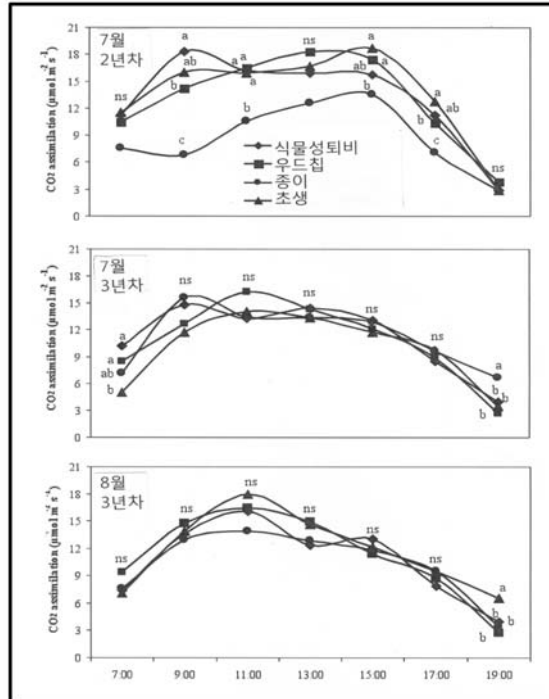 7월
2년차
CO2 assimilation (µmol m-2 s-1)
21
18
15
12
9
6
3
0
ns
a
ab
b
c
a
a
a
b
ns
a
ab
b
a
ab
b
c
ns
식물성퇴비
우드칩
종이
초생
7월
3년차
CO2 assimilation (µmol m-2 s-1)
21
18
15
12
9
6
3
0
a
a
ab
b
ns
ns
ns
ns
ns
a
b
b
b
8월
3년차
CO2 assimilation (µmol m-2 s-1)
21
18
15
12
9
6
3
0
ns
ns
ns
ns
ns
ns
a
b
b
b
7:00
9:00
11:00
13:00
15:00
17:00
19:00